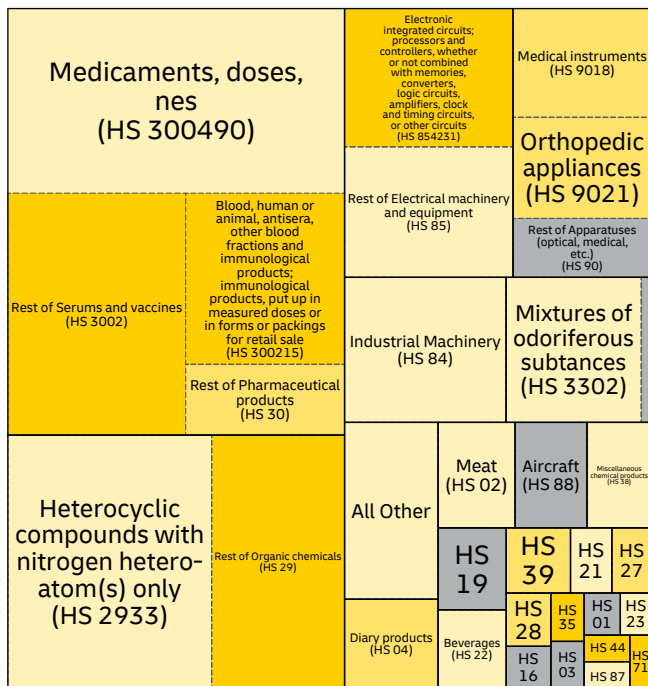 Medicaments, doses,
nes
(HS 300490)
Rest of Serums and vaccines
(HS 3002)
Blood, human or
animal, antisera,
other blood
fractions and
immunological
products;
immunological
products, put up in
measured doses or
in forms or packings
for retail sale
(HS 300215)
Rest of Pharmaceutical
products
(HS 30)
Heterocyclic
compounds with
nitrogen hetero-
atom(s) only
(HS 2933)
Rest of Organic chemicals
(HS 29)
Electronic
integrated circuits;
processors and
controllers, whether
or not combined
with memories,
converters,
logic circuits,
amplifiers, clock
and timing circuits,
or other circuits
(HS 854231)
Rest of Electrical machinery
and equipment
(HS 85)
Medical instruments
(HS 9018)
Orthopedic
appliances
(HS 9021)
Rest of Apparatuses
(optical, medical,
etc.)
(HS 90)
Industrial Machinery
(HS 84)
Mixtures of
odoriferous
subtances
(HS 3302)
All Other
Diary products
(HS 04)
Meat
(HS 02)
Aircraft
(HS 88)
Miscellaneous
chemical products
(HS 38)
HS
19
Beverages
(HS 22)
HS
39
HS
21
HS
27
HS
28
HS
35
HS
01
HS
23
HS
16
HS
03
HS 44
HS 87
HS
71